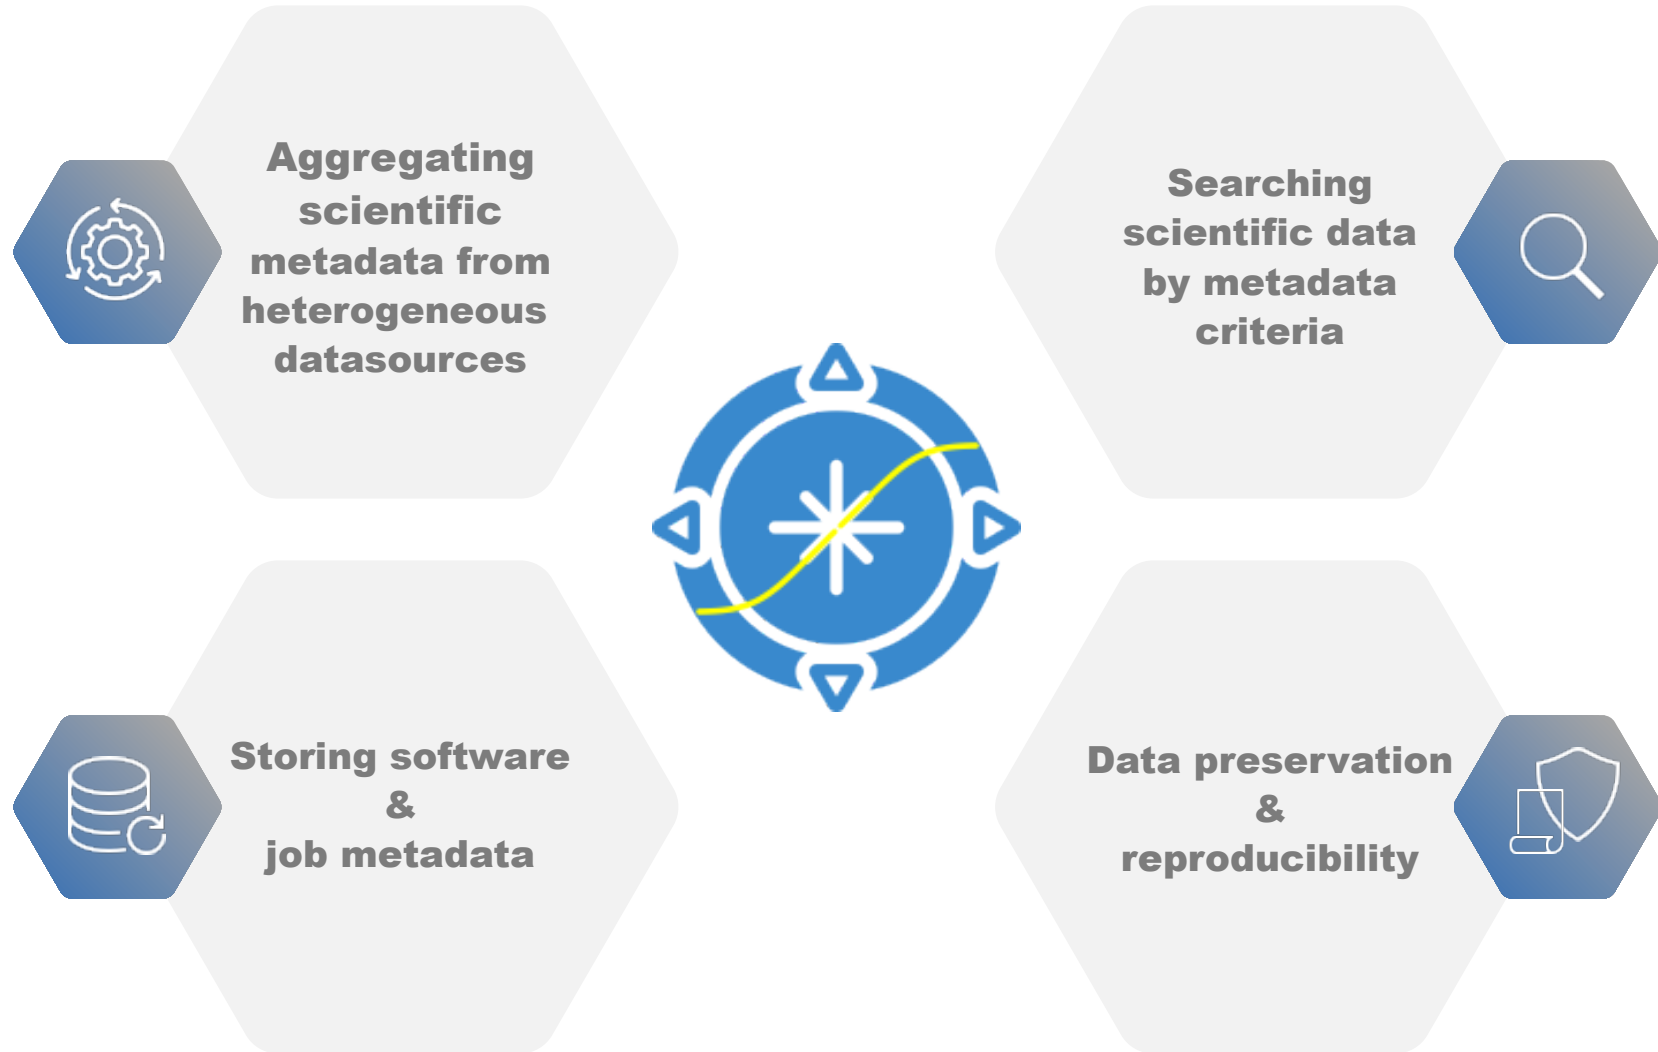 Aggregating
scientific
metadata from
heterogeneous
datasources
Searching
scientific data
by metadata
criteria
Storing software
&
job metadata
Data preservation
&
reproducibility